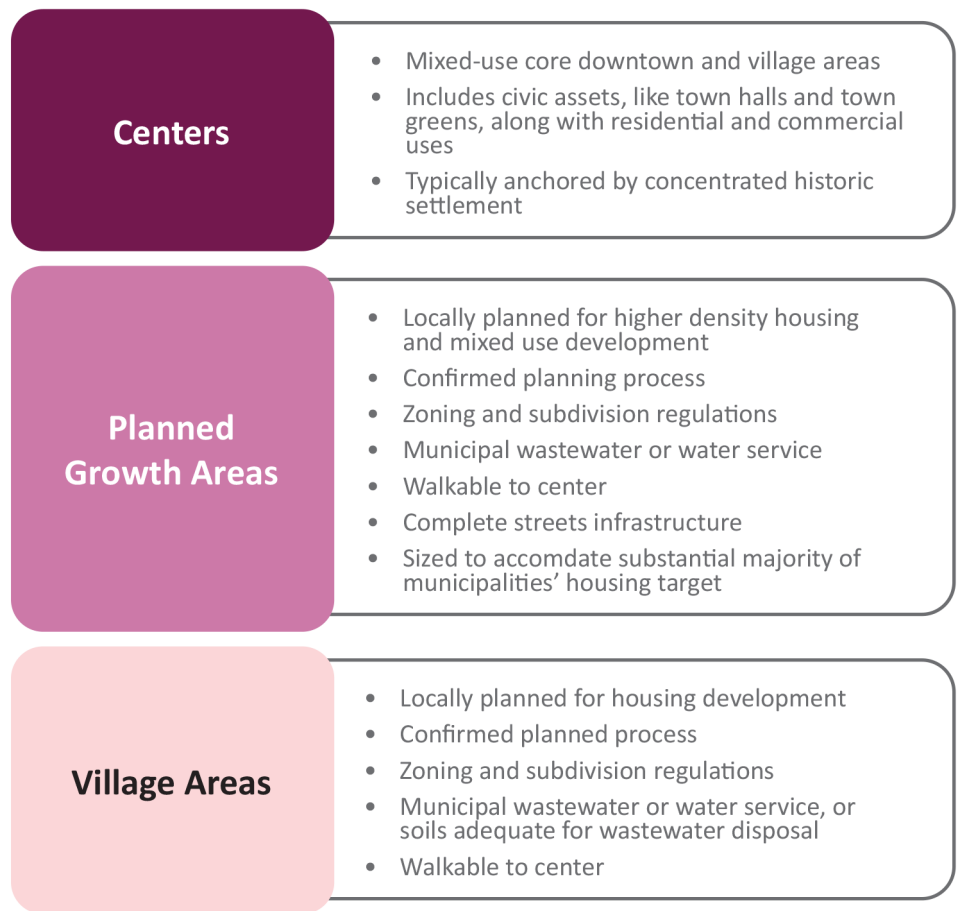 Centers
• Mixed-use core downtown and village areas
• Includes civic assets, like town halls and town
greens, along with residential and commercial
uses
• Typically anchored by concentrated historic
settlement
Planned
Growth Areas
• Locally planned for higher density housing
and mixed use development
• Confirmed planning process
• Zoning and subdivision regulations
• Municipal wastewater or water service
• Walkable to center
• Complete streets infrastructure
• Sized to accomdate substantial majority of
municipalities’ housing target
Village Areas
• Locally planned for housing development
• Confirmed planned process
• Zoning and subdivision regulations
• Municipal wastewater or water service, or
soils adequate for wastewater disposal
• Walkable to center